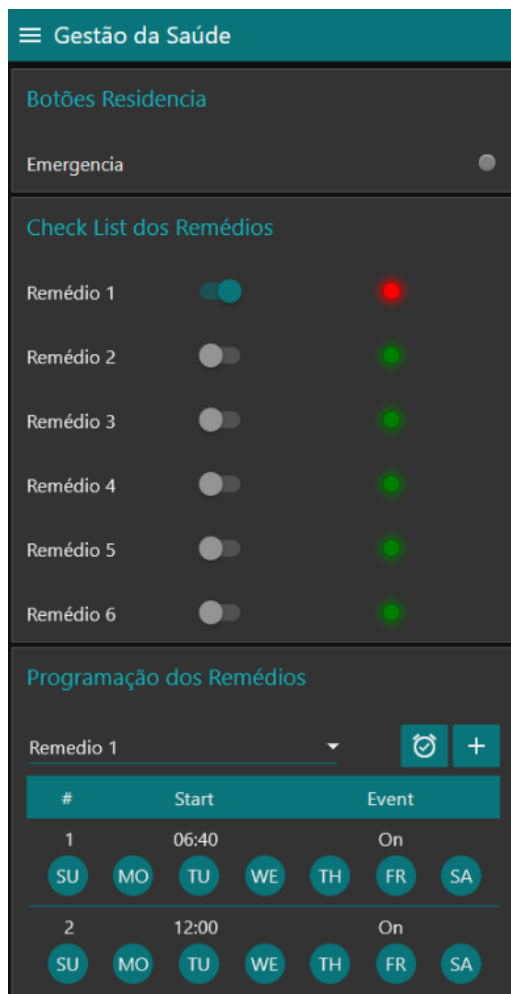 Gestão da Saúde
Botões Residencia
Emergencia
Check List dos Remédios
Remédio 1
Remédio 2
Remédio 3
Remédio 4
Remédio 5
Remédio 6
Programação dos Remédios
Remedio 1
# Start Event
1 06:40 On
SU MO TU WE TH FR SA
2 12:00 On
SU MO TU WE TH FR SA